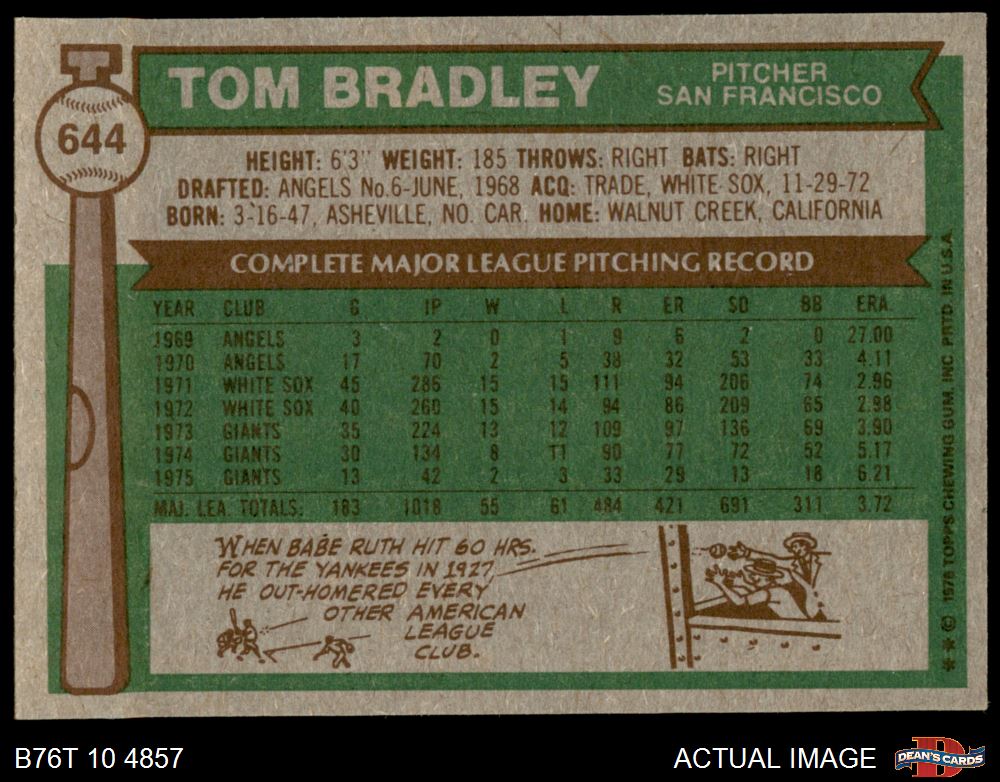 644
TOM BRADLEY
PITCHER
SAN FRANCISCO
HEIGHT: 6'3" WEIGHT: 185 THROWS: RIGHT BATS: RIGHT
DRAFTED: ANGELS No.6-JUNE, 1968 ACQ: TRADE, WHITE SOX, 11-29-72
BORN: 3-16-47, ASHEVILLE, NO. CAR. HOME: WALNUT CREEK, CALIFORNIA
COMPLETE MAJOR LEAGUE PITCHING RECORD
YEAR CLUB G IP W L R ER SO BB ERA.
1969 ANGELS 3 2 0 1 9 6 2 0 27.00
1970 ANGELS 17 70 2 5 38 32 53 33 4.11
1971 WHITE SOX 45 286 15 15 111 94 206 74 2.96
1972 WHITE SOX 40 260 15 14 94 86 209 65 2.98
1973 GIANTS 35 224 13 12 109 97 136 69 3.90
1974 GIANTS 30 134 8 11 90 77 72 52 5.17
1975 GIANTS 13 42 2 3 33 29 13 18 6.21
MAJ. LEA. TOTALS: 183 1018 55 61 484 421 691 311 3.72
WHEN BABE RUTH HIT 60 HRS.
FOR THE YANKEES IN 1927,
HE OUT-HOMERED EVERY
OTHER AMERICAN
LEAGUE
CLUB.
** © 1976 TOPPS CHEWING GUM, INC. PRTD. IN U.S.A.
B76T 10 4857
ACTUAL IMAGE
D
DEAN'S CARDS